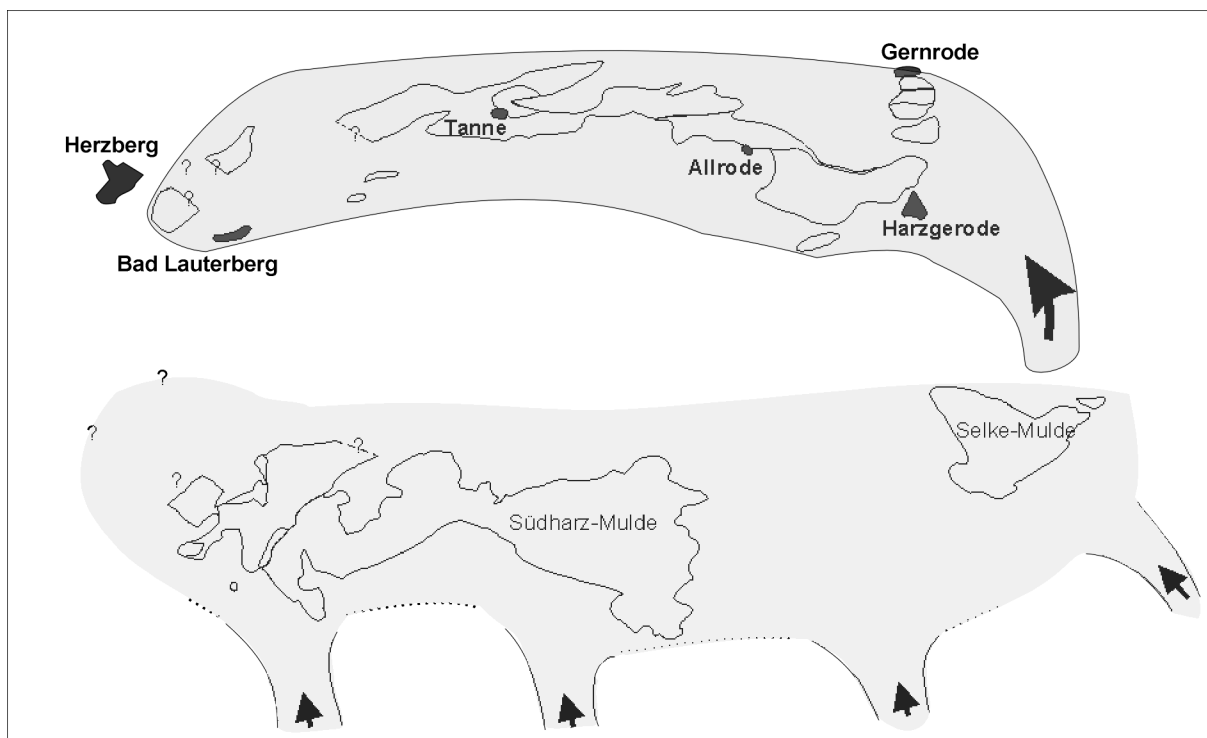 Gernrode
Tanne
Herzberg
?
? ?
?
Allrode
Harzgerode
Bad Lauterberg
?
?
Selke-Mulde
?
?
Südharz-Mulde